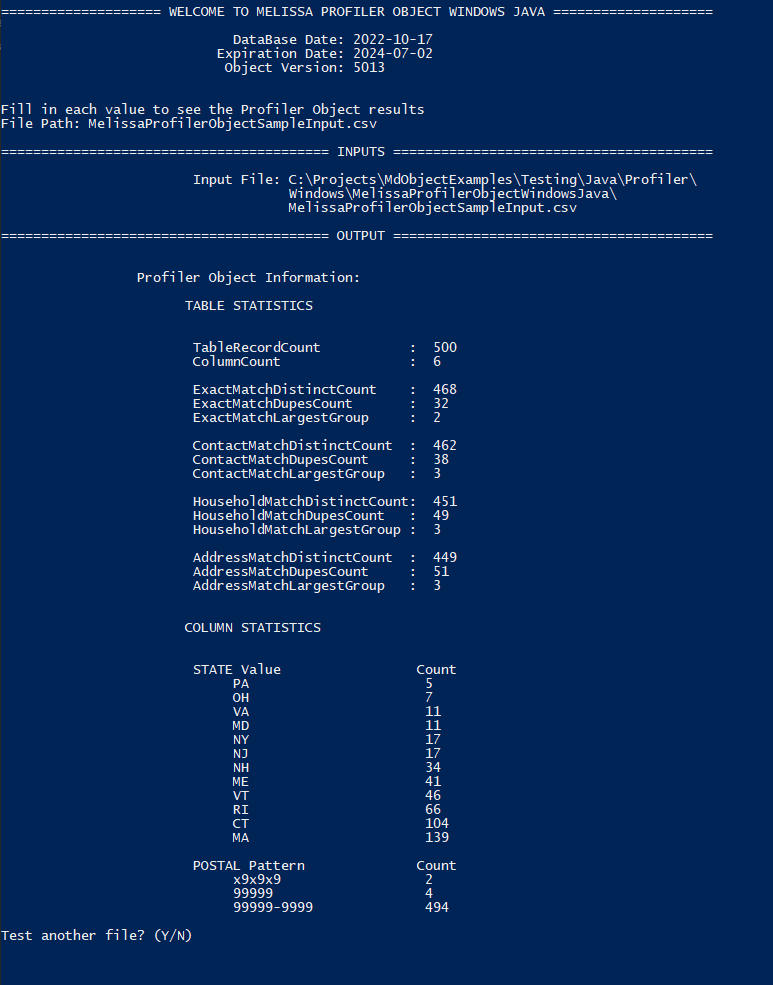 ==================== WELCOME TO MELISSA PROFILER OBJECT WINDOWS JAVA ====================
DataBase Date: 2022-10-17
Expiration Date: 2024-07-02
Object Version: 5013
Fill in each value to see the Profiler Object results
File Path: MelissaProfilerObjectSampleInput.csv
========================================= INPUTS ========================================
Input File: C:\Projects\MdObjectExamples\Testing\Java\Profiler\
Windows\MelissaProfilerObjectWindowsJava\
MelissaProfilerObjectSampleInput.csv
========================================= OUTPUT ========================================
Profiler Object Information:
TABLE STATISTICS
TableRecordCount : 500
ColumnCount : 6
ExactMatchDistinctCount : 468
ExactMatchDupesCount : 32
ExactMatchLargestGroup : 2
ContactMatchDistinctCount : 462
ContactMatchDupesCount : 38
ContactMatchLargestGroup : 3
HouseholdMatchDistinctCount: 451
HouseholdMatchDupesCount : 49
HouseholdMatchLargestGroup : 3
AddressMatchDistinctCount : 449
AddressMatchDupesCount : 51
AddressMatchLargestGroup : 3
COLUMN STATISTICS
STATE Value Count
PA 5
OH 7
VA 11
MD 11
NY 17
NJ 17
NH 34
ME 41
VT 46
RI 66
CT 104
MA 139
POSTAL Pattern Count
x9x9x9 2
99999 4
99999-9999 494
Test another file? (Y/N)